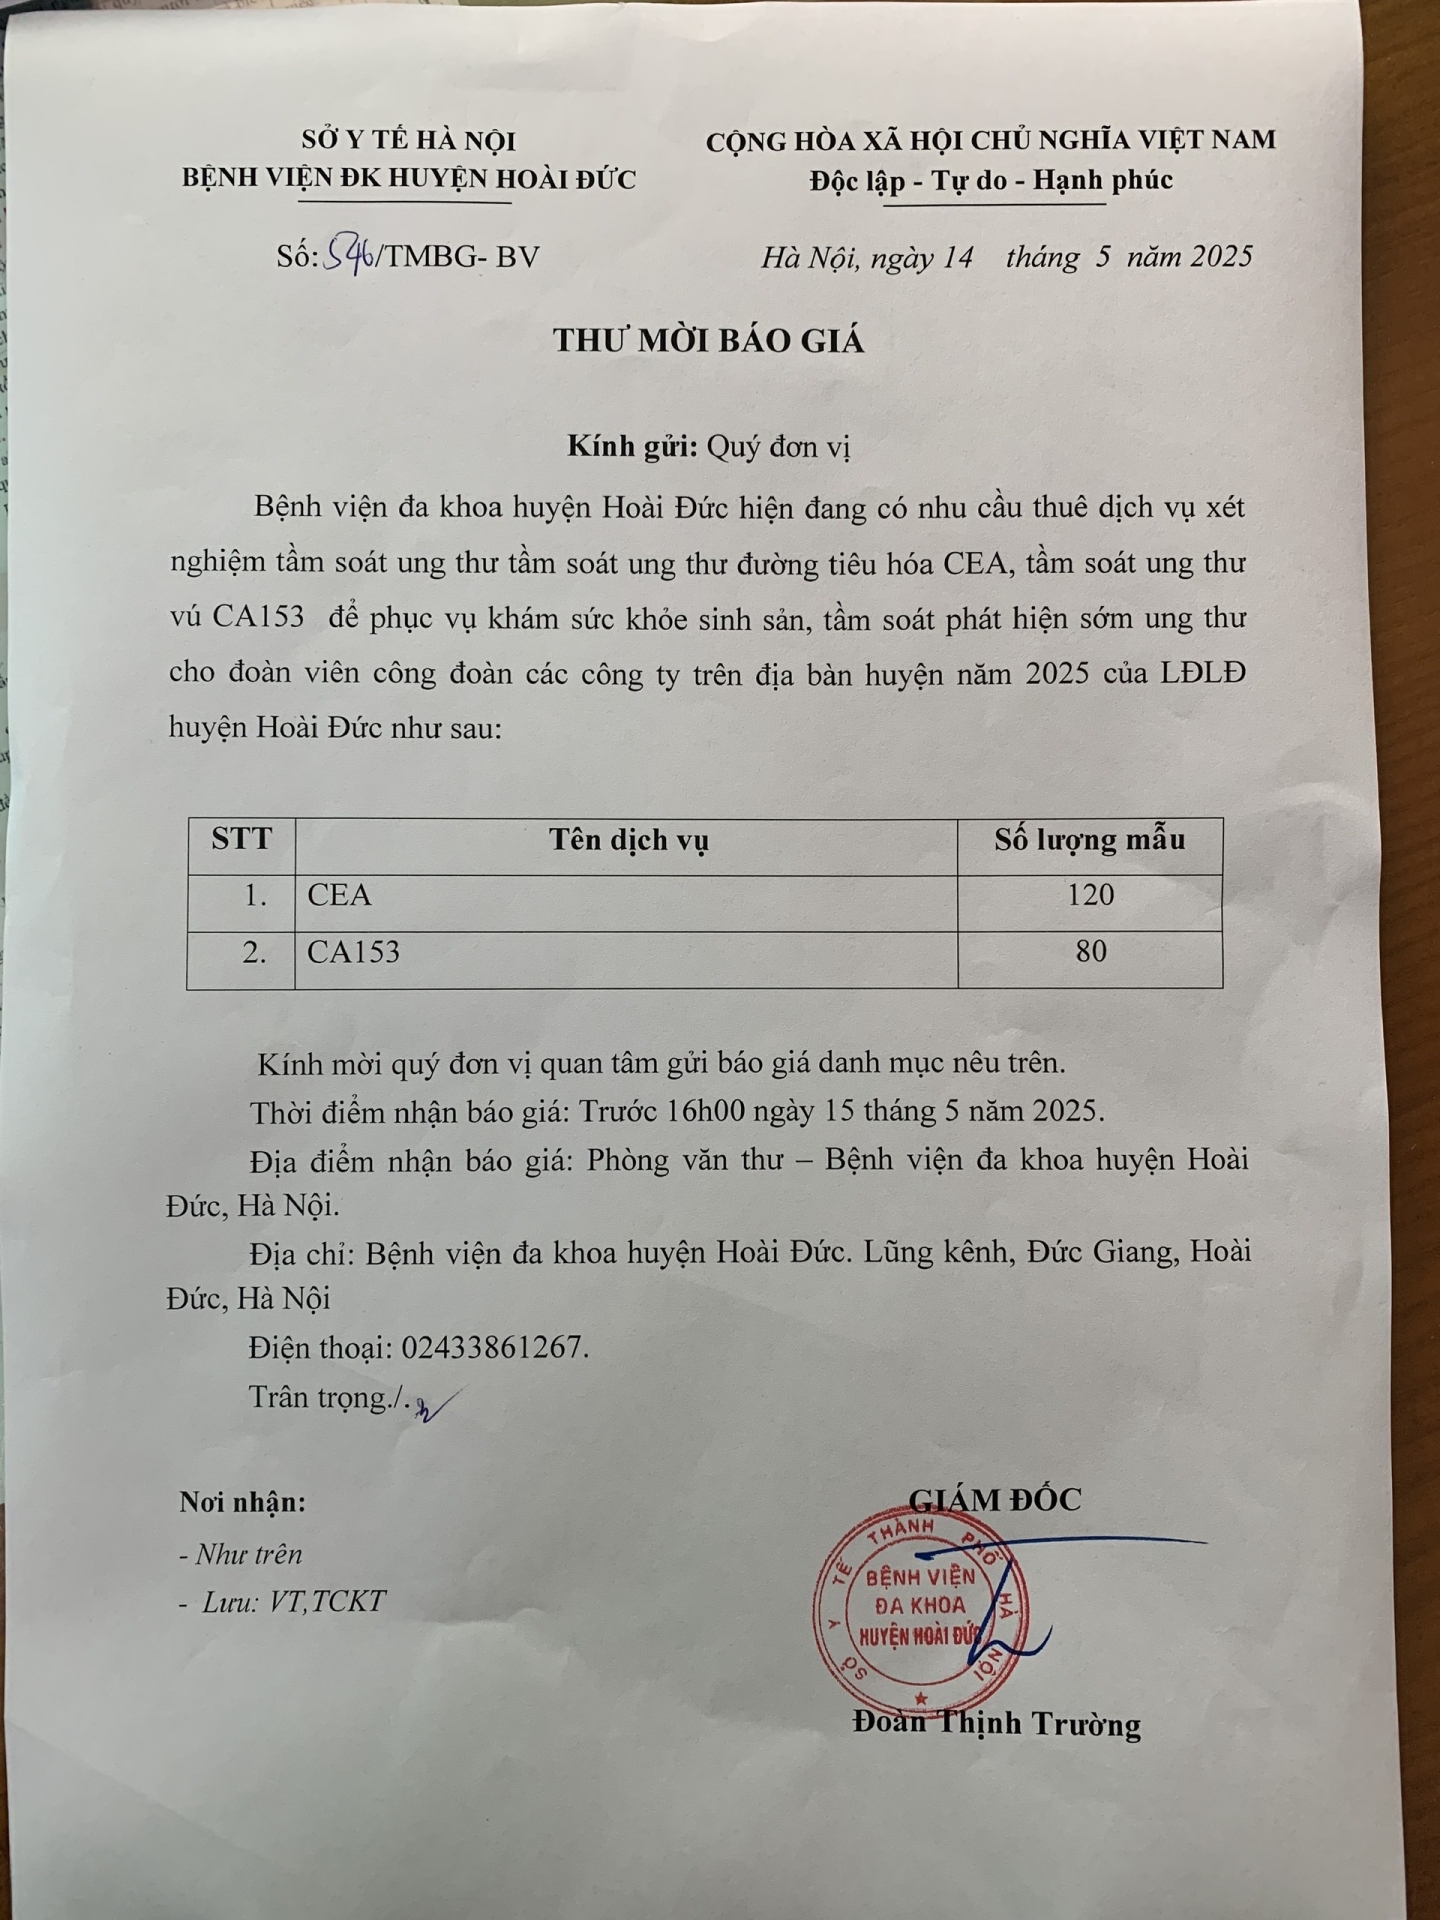 SỞ Y TẾ HÀ NỘI
BỆNH VIỆN ĐK HUYỆN HOÀI ĐỨC
CỘNG HÒA XÃ HỘI CHỦ NGHĨA VIỆT NAM
Độc lập - Tự do - Hạnh phúc
Số: 546/TMBG- BV
Hà Nội, ngày 14 tháng 5 năm 2025
THƯ MỜI BÁO GIÁ
Kính gửi: Quý đơn vị
Bệnh viện đa khoa huyện Hoài Đức hiện đang có nhu cầu thuê dịch vụ xét
nghiệm tầm soát ung thư tầm soát ung thư đường tiêu hóa CEA, tầm soát ung thư
vú CA153 để phục vụ khám sức khỏe sinh sản, tầm soát phát hiện sớm ung thư
cho đoàn viên công đoàn các công ty trên địa bàn huyện năm 2025 của LĐLĐ
huyện Hoài Đức như sau:
STT Tên dịch vụ Số lượng mẫu
1. CEA 120
2. CA153 80
Kính mời quý đơn vị quan tâm gửi báo giá danh mục nêu trên.
Thời điểm nhận báo giá: Trước 16h00 ngày 15 tháng 5 năm 2025.
Địa điểm nhận báo giá: Phòng văn thư – Bệnh viện đa khoa huyện Hoài
Đức, Hà Nội.
Địa chỉ: Bệnh viện đa khoa huyện Hoài Đức. Lũng kênh, Đức Giang, Hoài
Đức, Hà Nội
Điện thoại: 02433861267.
Trân trọng./.
Nơi nhận:
- Như trên
- Lưu: VT,TCKT
GIÁM ĐỐC
SỞ Y TẾ THÀNH PHỐ HÀ NỘI
BỆNH VIỆN
ĐA KHOA
HUYỆN HOÀI ĐỨC
Đoàn Thịnh Trường